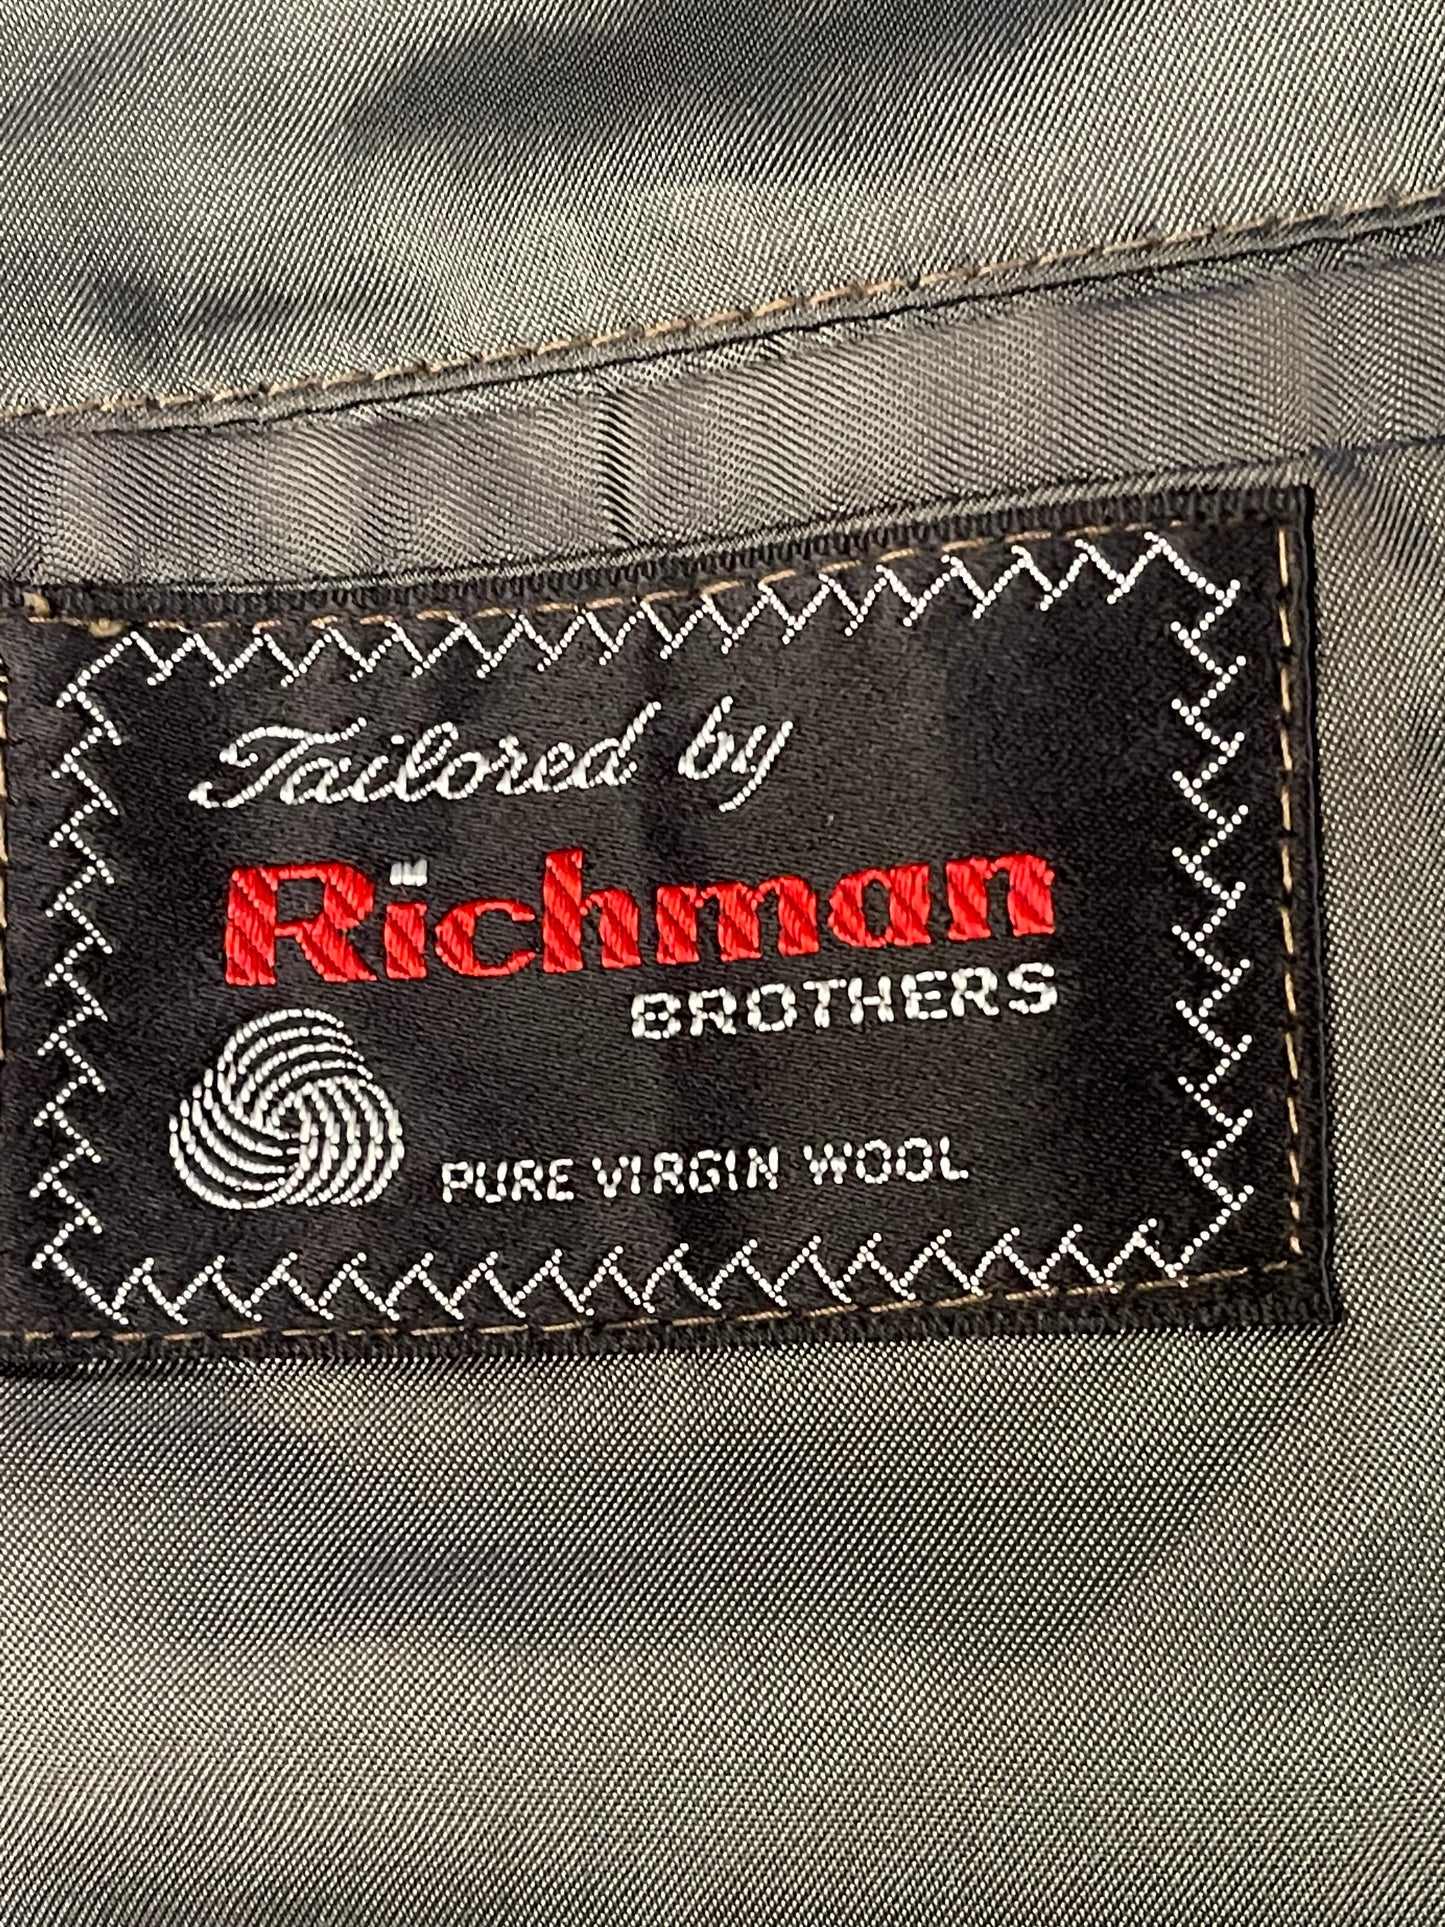 Tailored by
Richman
BROTHERS
PURE VIRGIN WOOL